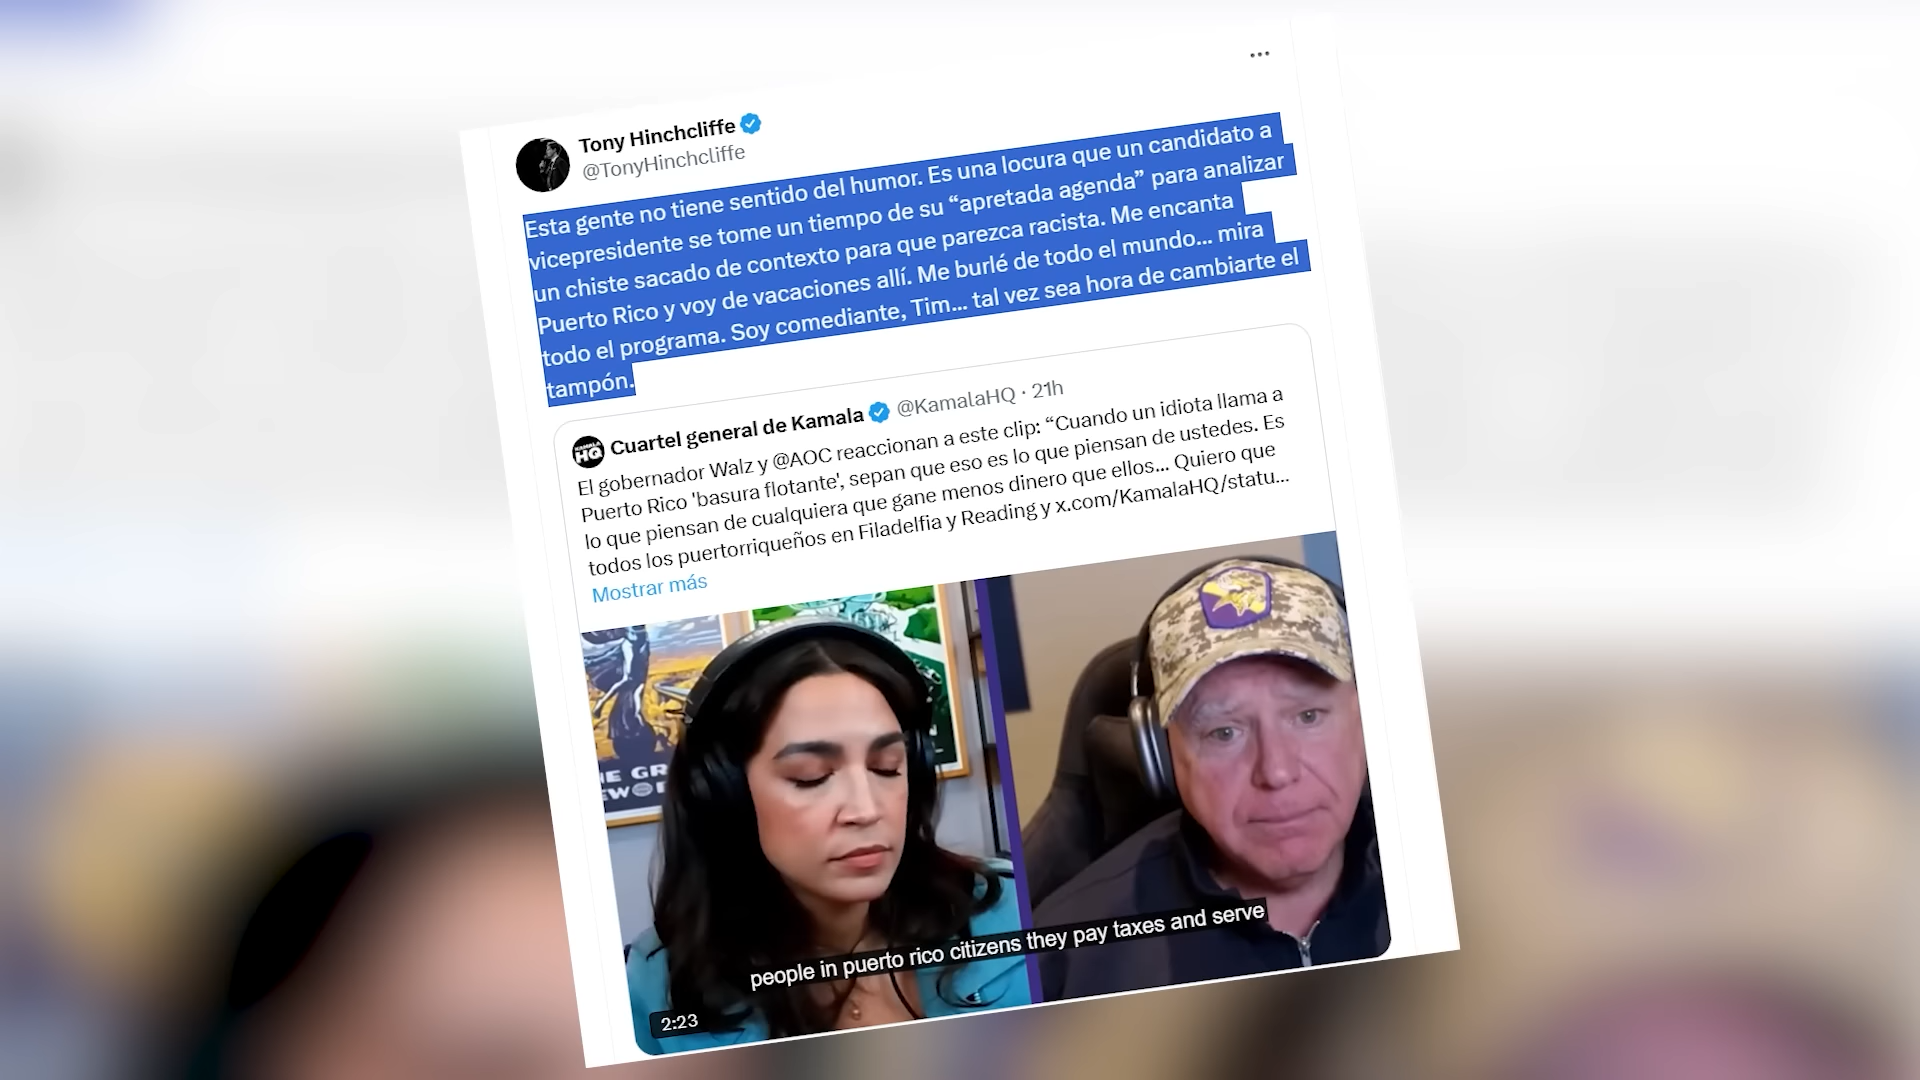 Tony Hinchcliffe
@TonyHinchcliffe
Esta gente no tiene sentido del humor. Es una locura que un candidato a
vicepresidente se tome un tiempo de su “apretada agenda” para analizar
un chiste sacado de contexto para que parezca racista. Me encanta
Puerto Rico y voy de vacaciones allí. Me burlé de todo el mundo... mira
todo el programa. Soy comediante, Tim... tal vez sea hora de cambiarte el
tampón.
KAMALA
HQ
Cuartel general de Kamala @KamalaHQ · 21h
El gobernador Walz y @AOC reaccionan a este clip: “Cuando un idiota llama a
Puerto Rico 'basura flotante', sepan que eso es lo que piensan de ustedes. Es
lo que piensan de cualquiera que gane menos dinero que ellos... Quiero que
todos los puertorriqueños en Filadelfia y Reading y x.com/KamalaHQ/statu...
Mostrar más
people in puerto rico citizens they pay taxes and serve
2:23